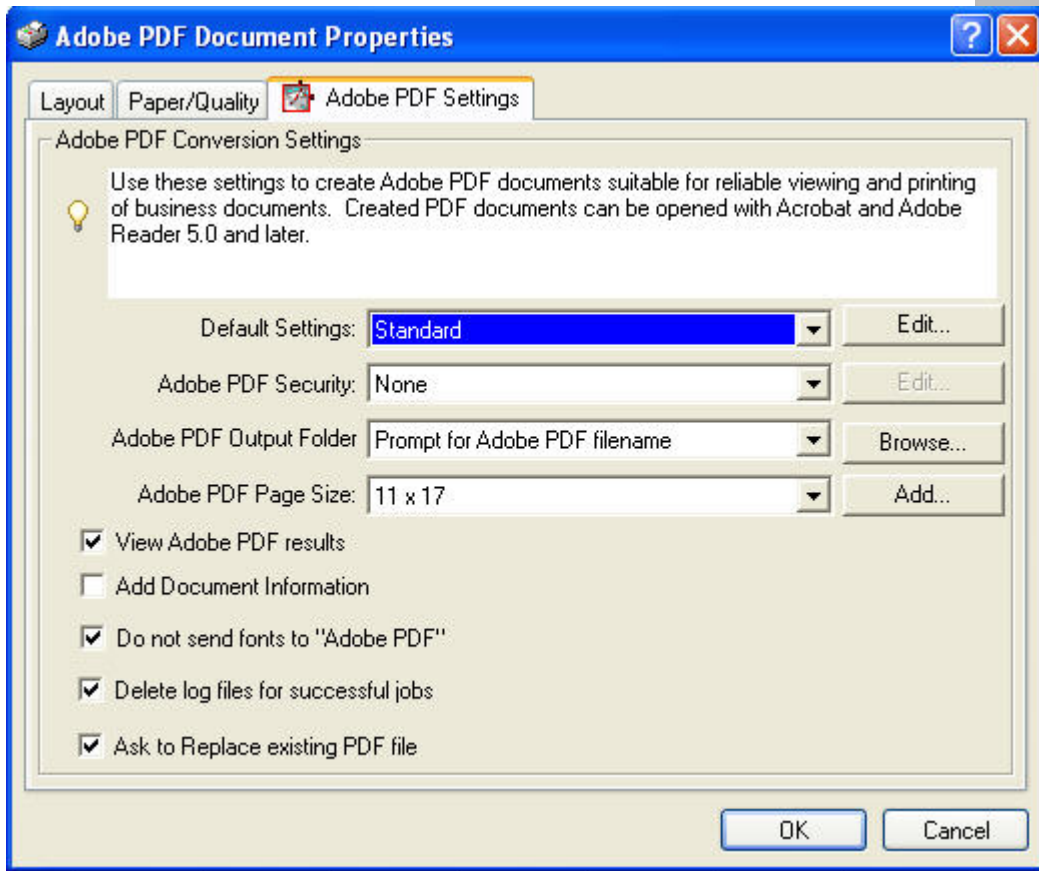 Adobe PDF Document Properties
Layout Paper/Quality Adobe PDF Settings
Adobe PDF Conversion Settings
Use these settings to create Adobe PDF documents suitable for reliable viewing and printing
of business documents.  Created PDF documents can be opened with Acrobat and Adobe
Reader 5.0 and later.
Default Settings: Standard Edit...
Adobe PDF Security: None Edit...
Adobe PDF Output Folder Prompt for Adobe PDF filename Browse...
Adobe PDF Page Size: 11 x 17 Add...
View Adobe PDF results
Add Document Information
Do not send fonts to "Adobe PDF"
Delete log files for successful jobs
Ask to Replace existing PDF file
OK Cancel